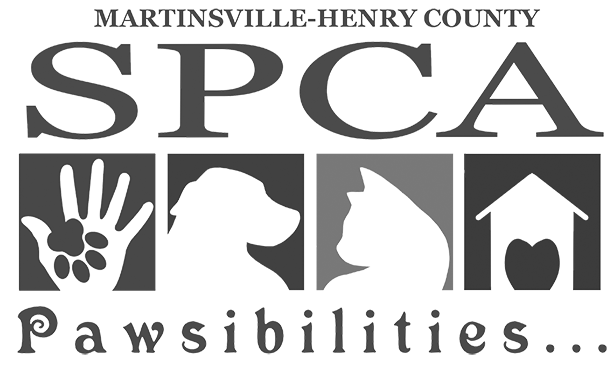 MARTINSVILLE-HENRY COUNTY
SPCA
Pawsibilities...